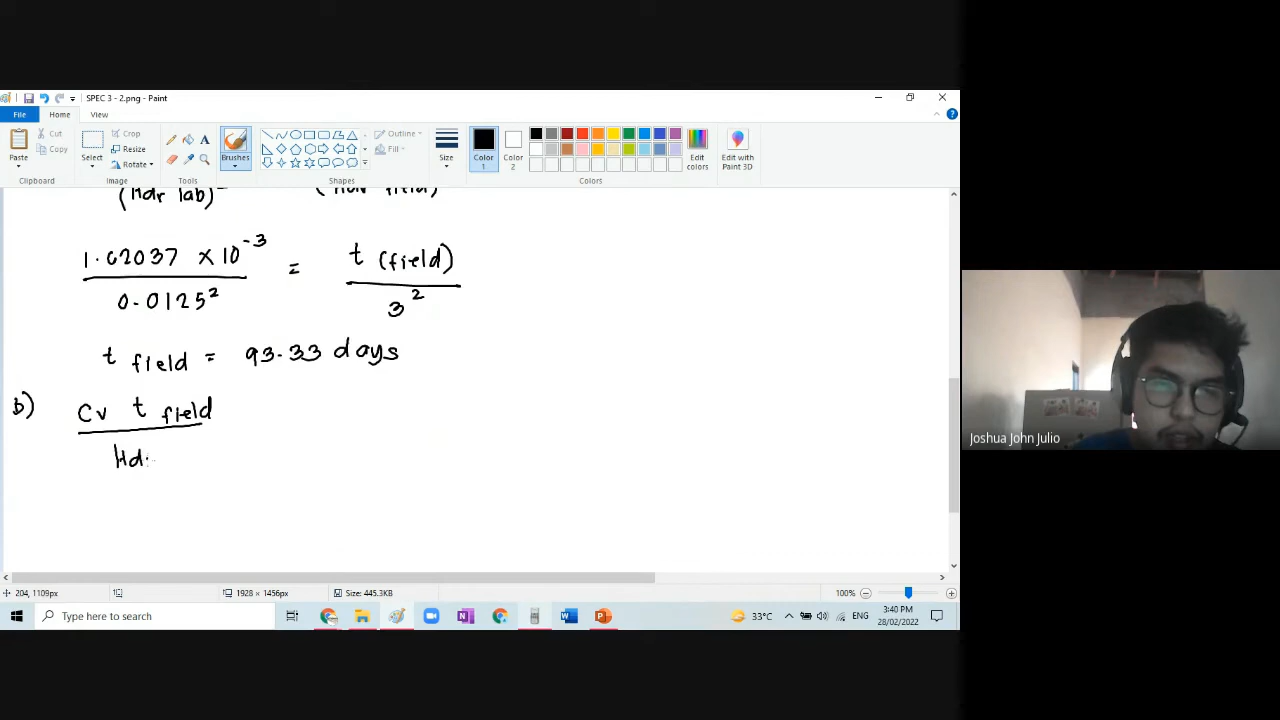 SPEC 3 - 2.png - Paint
File Home View
Cut
Copy
Paste
Clipboard
Select
Crop
Resize
Rotate
Image
Tools
Brushes
Outline
Fill
Shapes
Size
Color 1
Color 2
Edit colors
Edit with Paint 3D
Colors
(Hdr lab) (Hdr field)
1.62037 × 10⁻³ / 0.0125² = t (field) / 3²
t field = 93.33 days
b) Cv t field
Hd
Joshua John Julio
204, 1109px
1928 × 1456px
Size: 445.3KB
100%
Type here to search
33°C
ENG
3:40 PM
28/02/2022